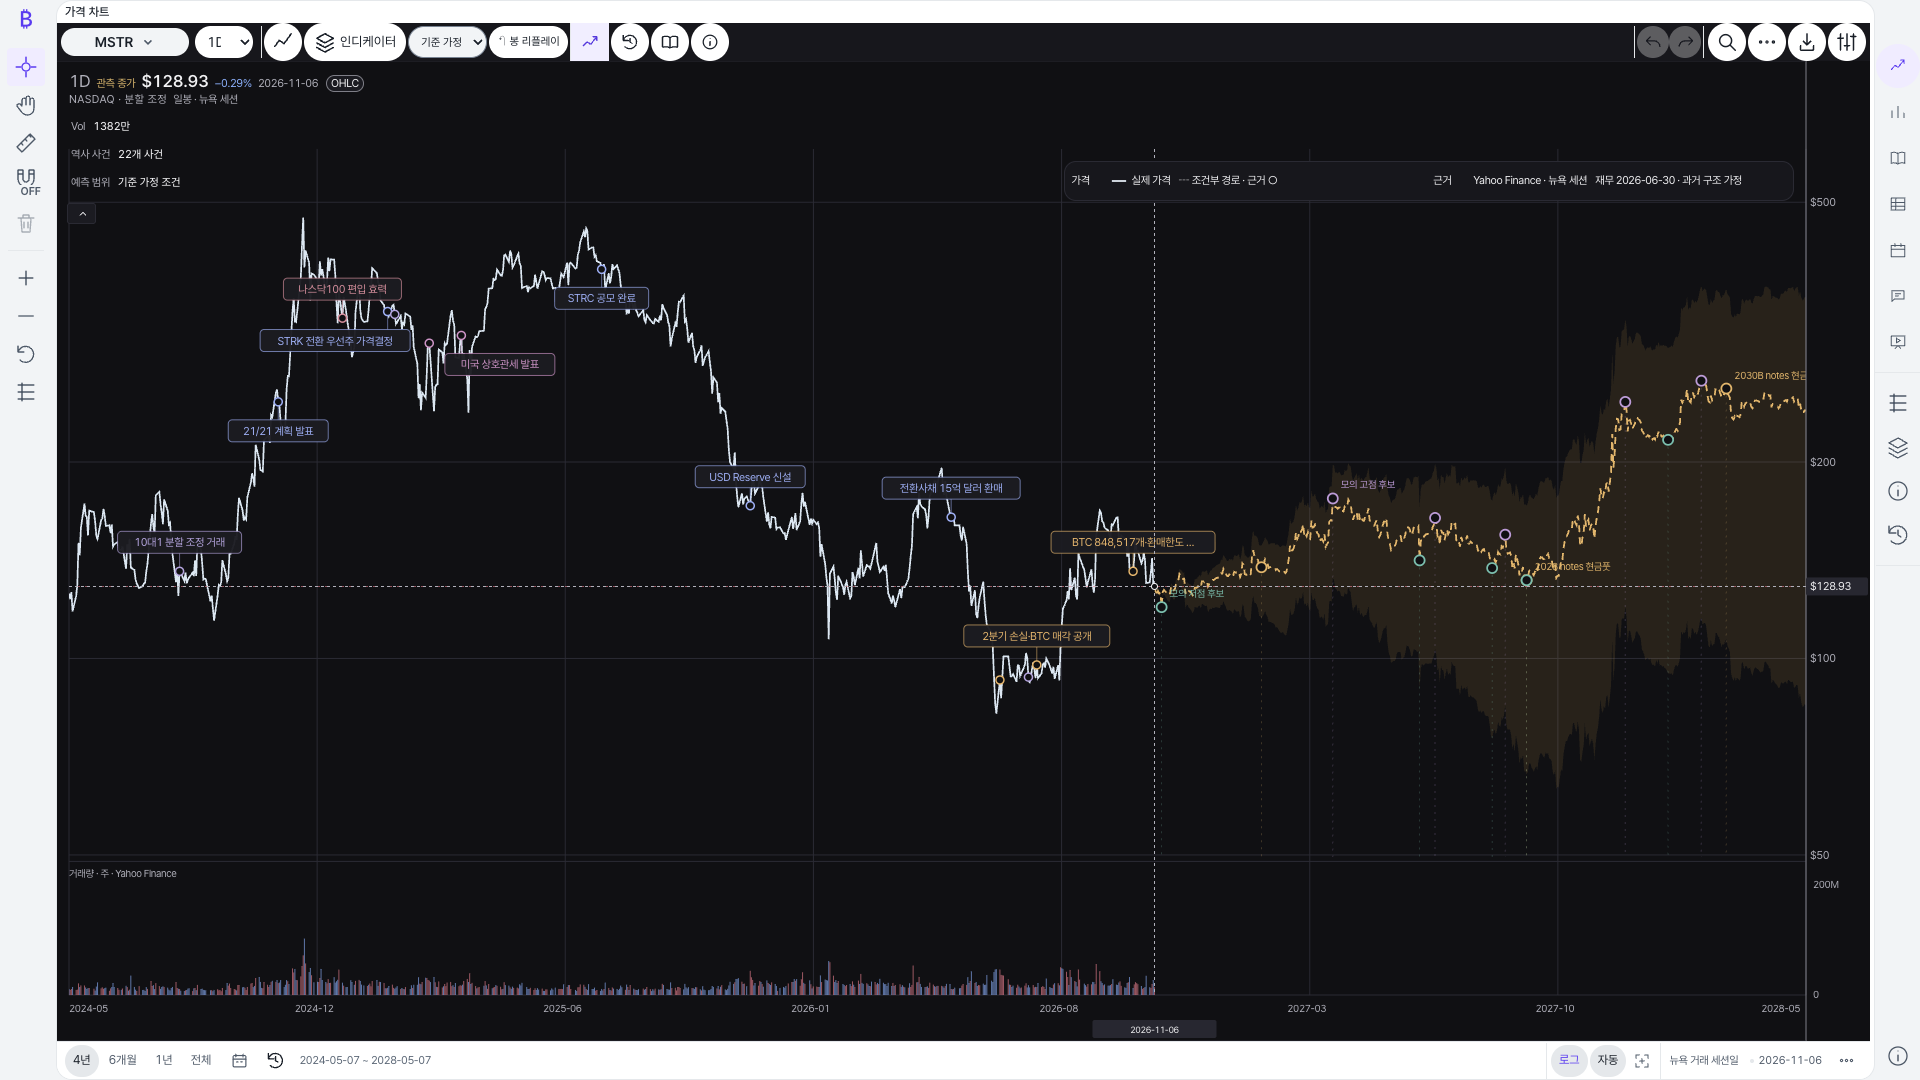 가격 차트
MSTR
인디케이터
기준 가정
봉 리플레이
1D 관측 종가 $128.93 −0.29% 2026-11-06 OHLC
NASDAQ · 분할 조정 일봉 · 뉴욕 세션
Vol 1382만
역사 사건 22개 사건
예측 범위 기준 가정 조건
OFF
가격 실제 가격 조건부 경로 · 근거 O 근거 Yahoo Finance · 뉴욕 세션 재무 2026-06-30 · 과거 구조 가정
$500
나스닥100 편입 효력
STRC 공모 완료
STRK 전환 우선주 가격결정
미국 상호관세 발표
2030B notes 현금
21/21 계획 발표
$200
USD Reserve 신설
전환사채 15억 달러 환매
모의 고점 후보
10대1 분할 조정 거래
BTC 848,517개·환매한도 ...
2028 notes 현금풋
$128.93
모의 저점 후보
2분기 손실·BTC 매각 공개
$100
$50
거래량 · 주 · Yahoo Finance
200M
0
2024-05
2024-12
2025-06
2026-01
2026-08
2027-03
2027-10
2028-05
2026-11-06
4년 6개월 1년 전체 2024-05-07 ~ 2028-05-07
로그 자동 뉴욕 거래 세션일 2026-11-06